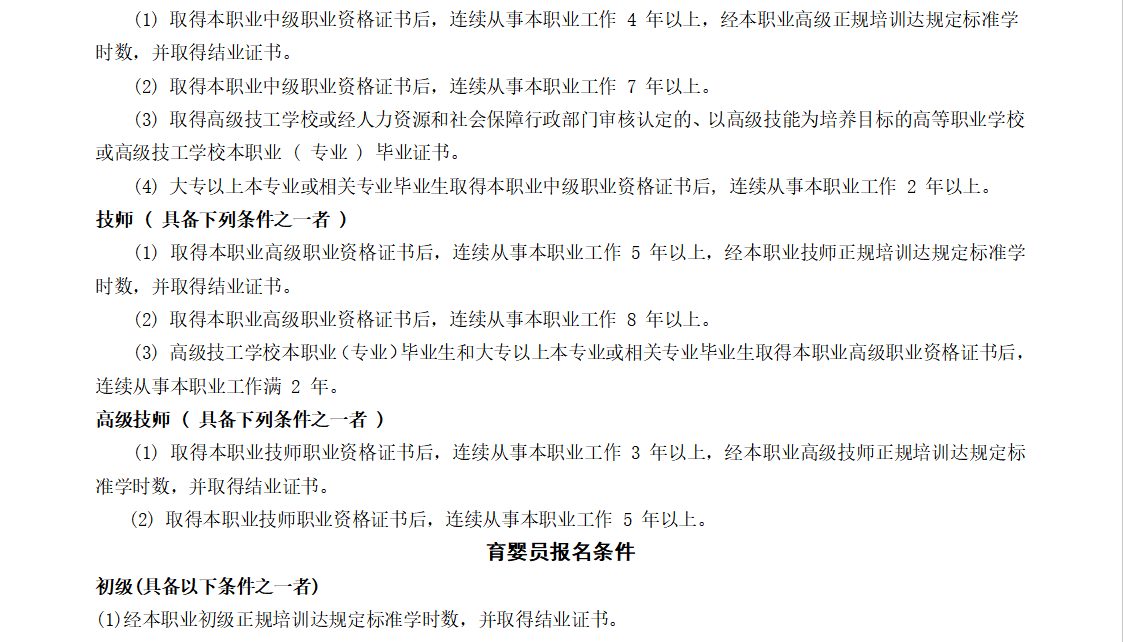 (1) 取得本职业中级职业资格证书后，连续从事本职业工作 4 年以上，经本职业高级正规培训达规定标准学
时数，并取得结业证书。
(2) 取得本职业中级职业资格证书后，连续从事本职业工作 7 年以上。
(3) 取得高级技工学校或经人力资源和社会保障行政部门审核认定的、以高级技能为培养目标的高等职业学校
或高级技工学校本职业 ( 专业 ) 毕业证书。
(4) 大专以上本专业或相关专业毕业生取得本职业中级职业资格证书后, 连续从事本职业工作 2 年以上。
技师 ( 具备下列条件之一者 )
(1) 取得本职业高级职业资格证书后，连续从事本职业工作 5 年以上，经本职业技师正规培训达规定标准学
时数，并取得结业证书。
(2) 取得本职业高级职业资格证书后，连续从事本职业工作 8 年以上。
(3) 高级技工学校本职业（专业）毕业生和大专以上本专业或相关专业毕业生取得本职业高级职业资格证书后，
连续从事本职业工作满 2 年。
高级技师 ( 具备下列条件之一者 )
(1) 取得本职业技师职业资格证书后，连续从事本职业工作 3 年以上，经本职业高级技师正规培训达规定标
准学时数，并取得结业证书。
(2) 取得本职业技师职业资格证书后，连续从事本职业工作 5 年以上。
育婴员报名条件
初级(具备以下条件之一者)
(1)经本职业初级正规培训达规定标准学时数，并取得结业证书。